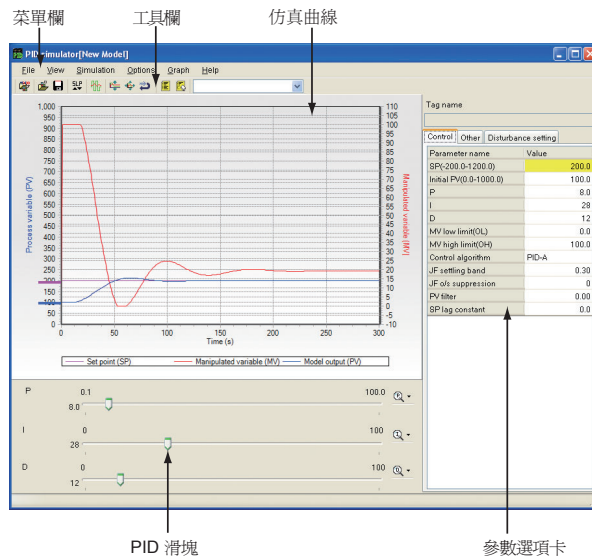 菜單欄 工具欄 仿真曲線
PID simulator[New Model]
File View Simulation Options Graph Help
SLP
Process variable (PV)
1,000
950
900
850
800
750
700
650
600
550
500
450
400
350
300
250
200
150
100
50
0
110
105
100
95
90
85
80
75
70
65
60
55
50
45
40
35
30
25
20
15
10
5
0
-5
-10
Manipulated variable (MV)
0 50 100 150 200 250 300
Time (s)
Set point (SP) Manipulated variable (MV) Model output (PV)
P 0.1 100.0
8.0
I 0 100
28
D 0 100
12
Tag name
Control Other Disturbance setting
Parameter name Value
SP(-200.0-1200.0) 200.0
Initial PV(0.0-1000.0) 100.0
P 8.0
I 28
D 12
MV low limit(OL) 0.0
MV high limit(OH) 100.0
Control algorithm PID-A
JF settling band 0.30
JF o/s suppression 0
PV filter 0.00
SP lag constant 0.0
PID 滑塊 參數選項卡